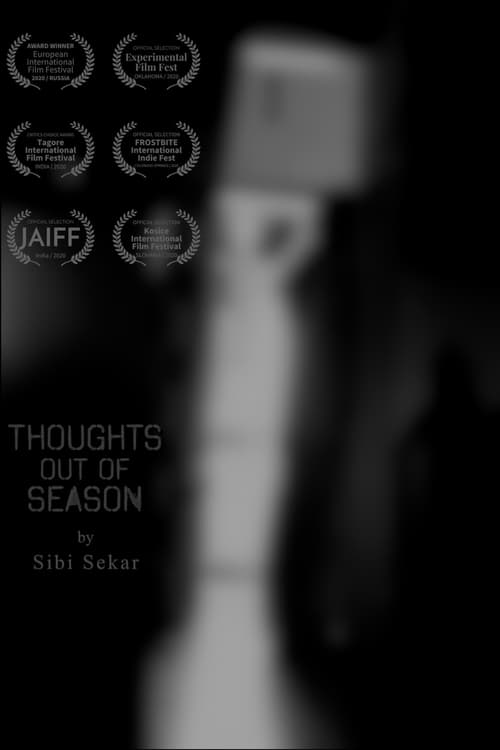 AWARD WINNER
European
International
Film Festival
2020 / RUSSIA
OFFICIAL SELECTION
Experimental
Film Fest
OKLAHOMA / 2020
CRITICS CHOICE AWARD
Tagore
International
Film Festival
INDIA / 2020
OFFICIAL SELECTION
FROSTBITE
International
Indie Fest
OFFICIAL SELECTION
JAIFF
India / 2020
OFFICIAL SELECTION
Kosice
International
Film Festival
SLOVAKIA / 2020
THOUGHTS
OUT OF
SEASON
by
Sibi Sekar